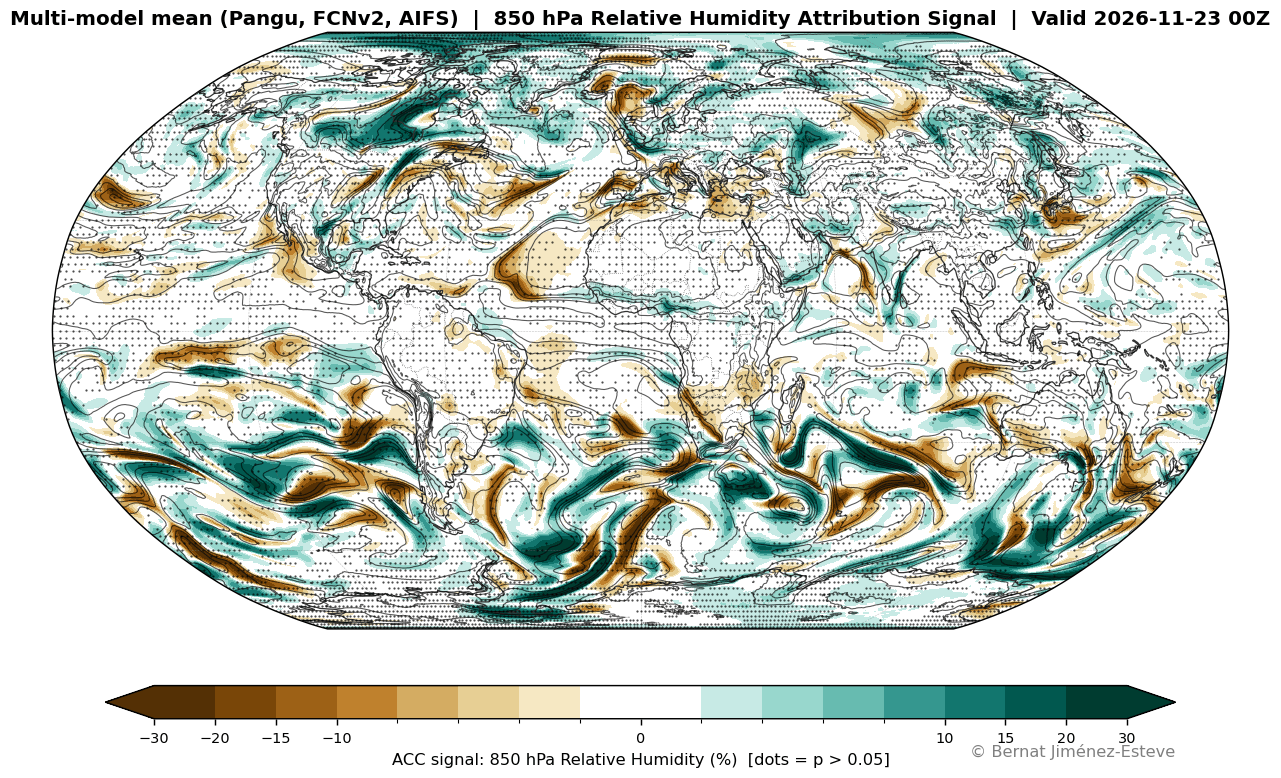 Multi-model mean (Pangu, FCNv2, AIFS)  |  850 hPa Relative Humidity Attribution Signal  |  Valid 2026-11-23 00Z
−30 −20 −15 −10 0 10 15 20 30
ACC signal: 850 hPa Relative Humidity (%)  [dots = p > 0.05]
© Bernat Jiménez-Esteve